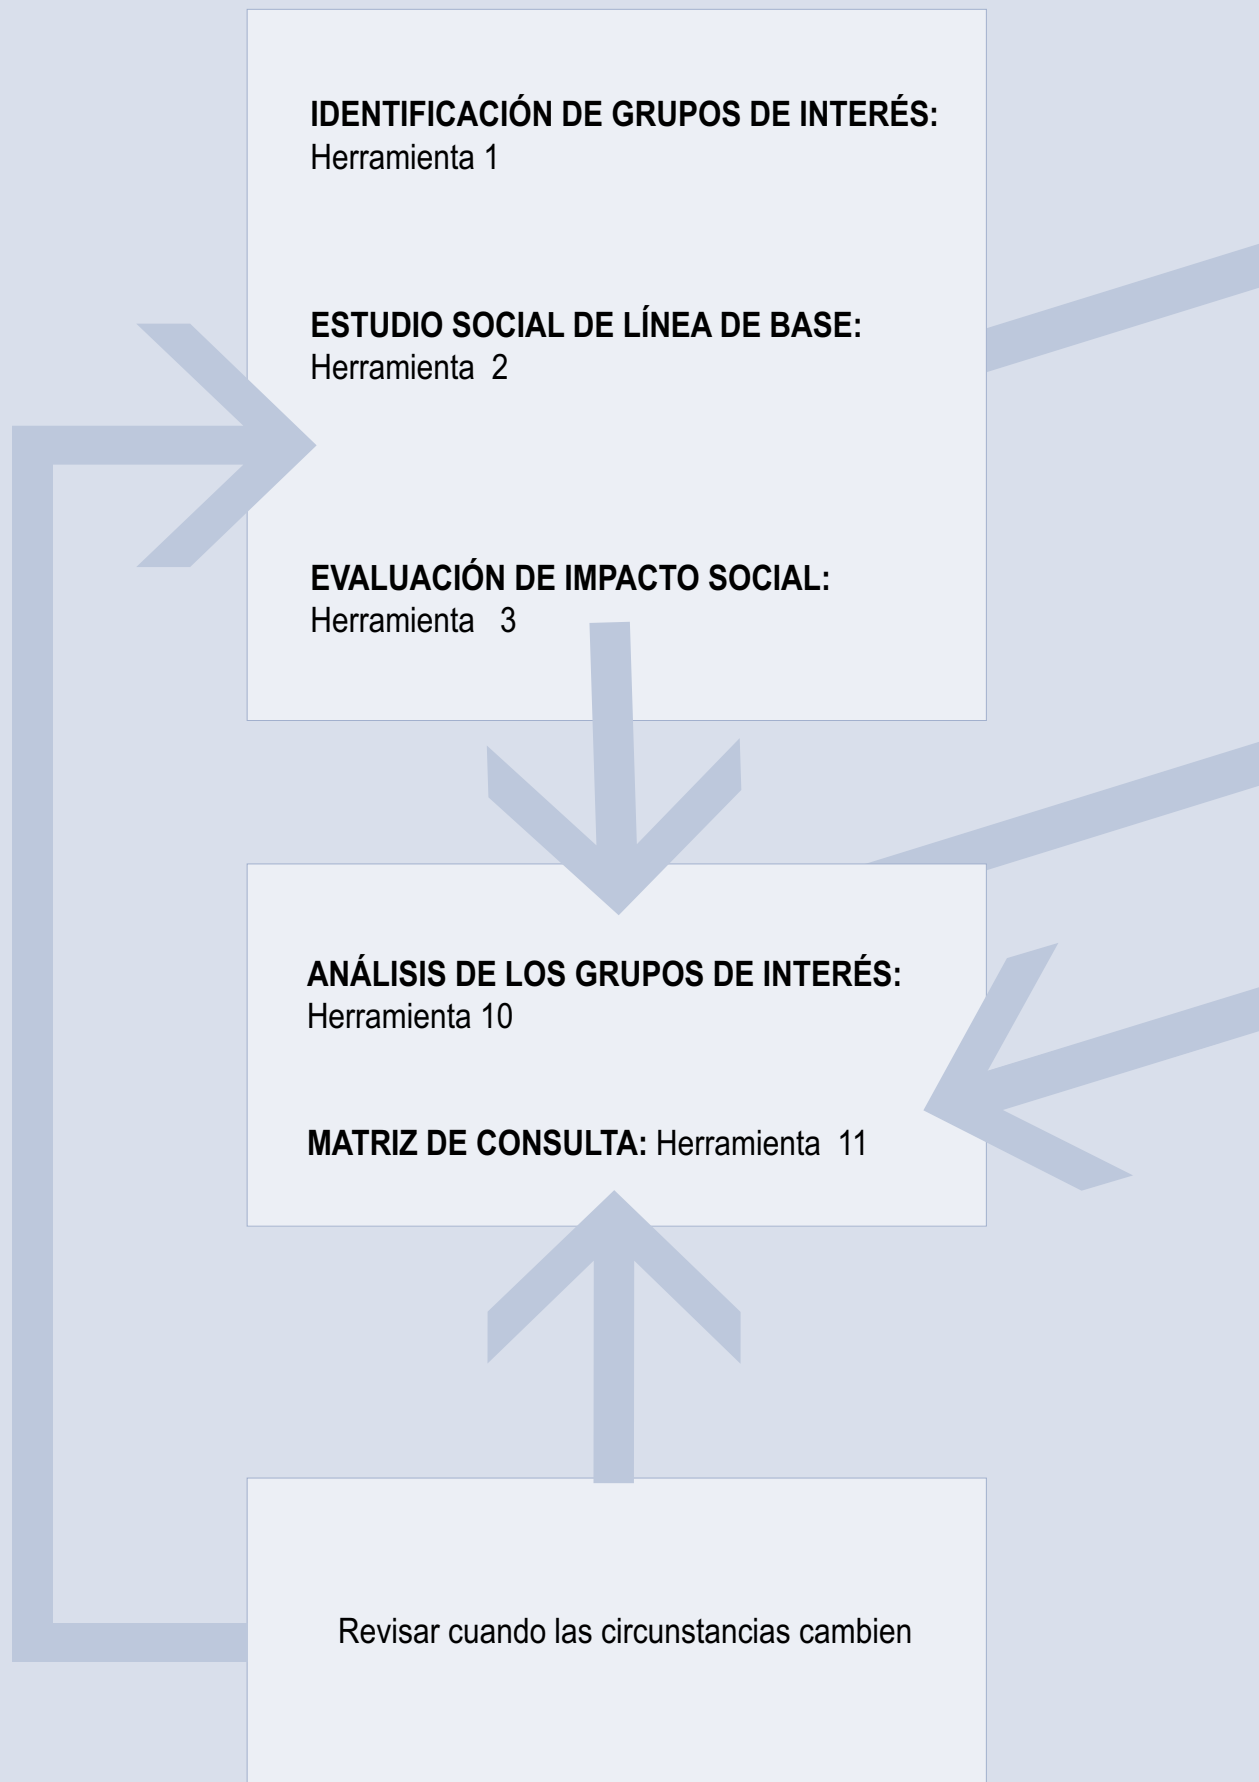 IDENTIFICACIÓN DE GRUPOS DE INTERÉS:
Herramienta 1
ESTUDIO SOCIAL DE LÍNEA DE BASE:
Herramienta 2
EVALUACIÓN DE IMPACTO SOCIAL:
Herramienta 3
ANÁLISIS DE LOS GRUPOS DE INTERÉS:
Herramienta 10
MATRIZ DE CONSULTA: Herramienta 11
Revisar cuando las circunstancias cambien